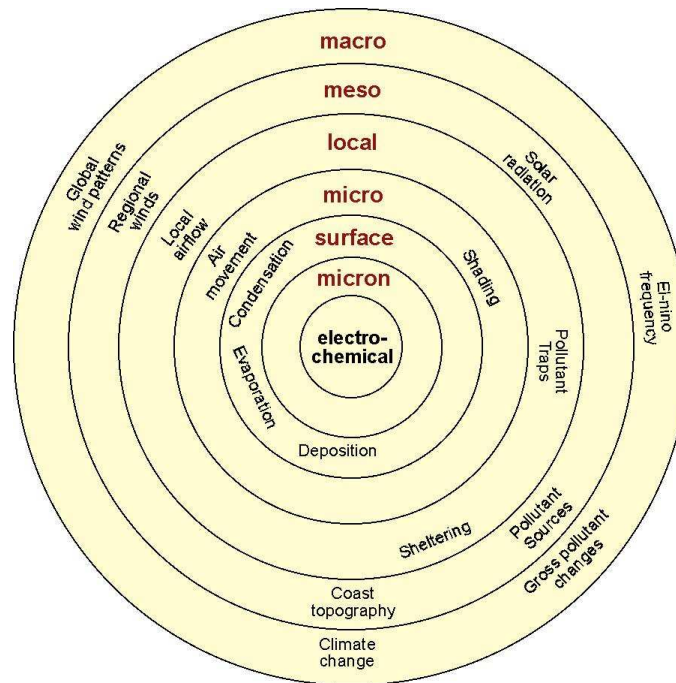 macro
meso
local
micro
surface
micron
electro-
chemical
Global
wind patterns
Regional
winds
Local
airflow
Air
movement
Condensation
Evaporation
Deposition
Shading
Solar
radiation
El-nino
frequency
Pollutant
Traps
Pollutant
Sources
Gross pollutant
changes
Sheltering
Coast
topography
Climate
change